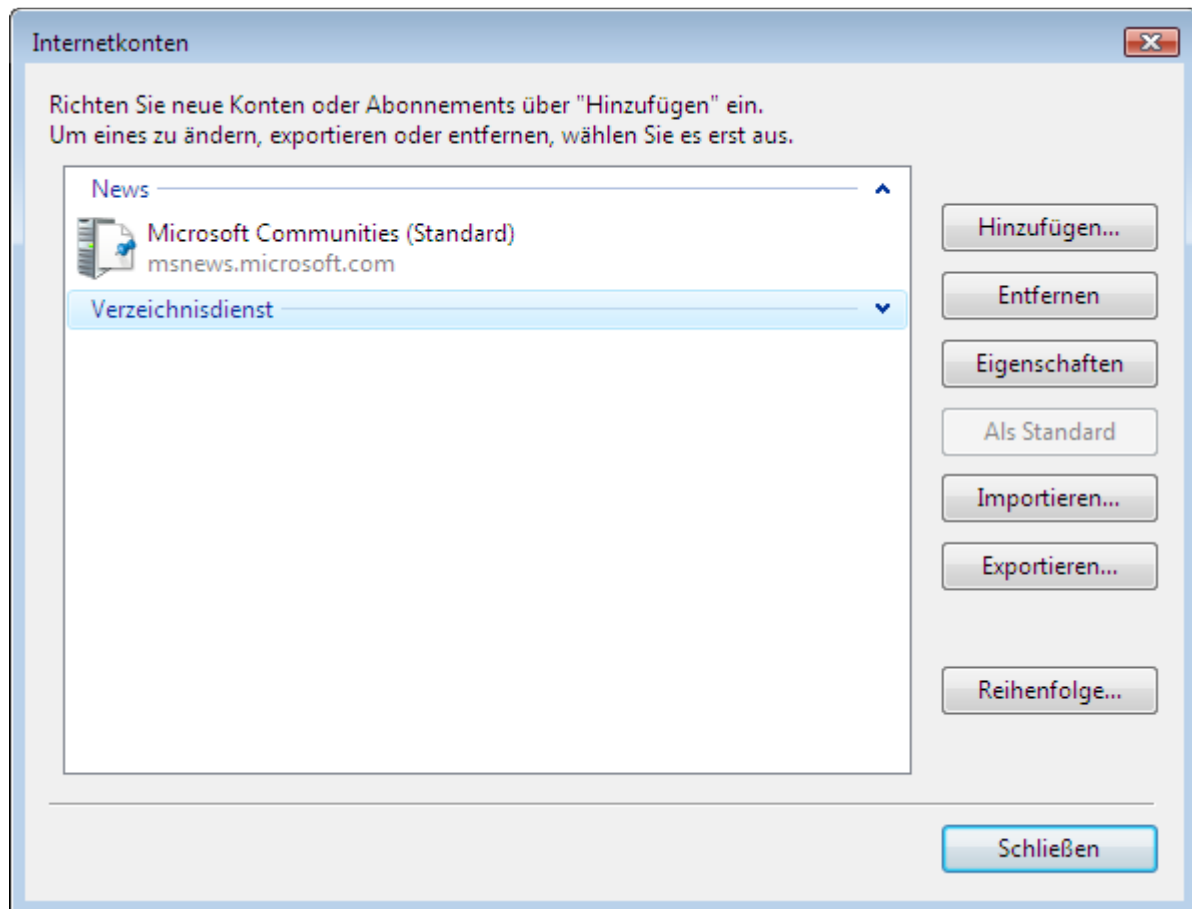 Internetkonten
Richten Sie neue Konten oder Abonnements über "Hinzufügen" ein.
Um eines zu ändern, exportieren oder entfernen, wählen Sie es erst aus.
News
Microsoft Communities (Standard)
msnews.microsoft.com
Verzeichnisdienst
Hinzufügen...
Entfernen
Eigenschaften
Als Standard
Importieren...
Exportieren...
Reihenfolge...
Schließen